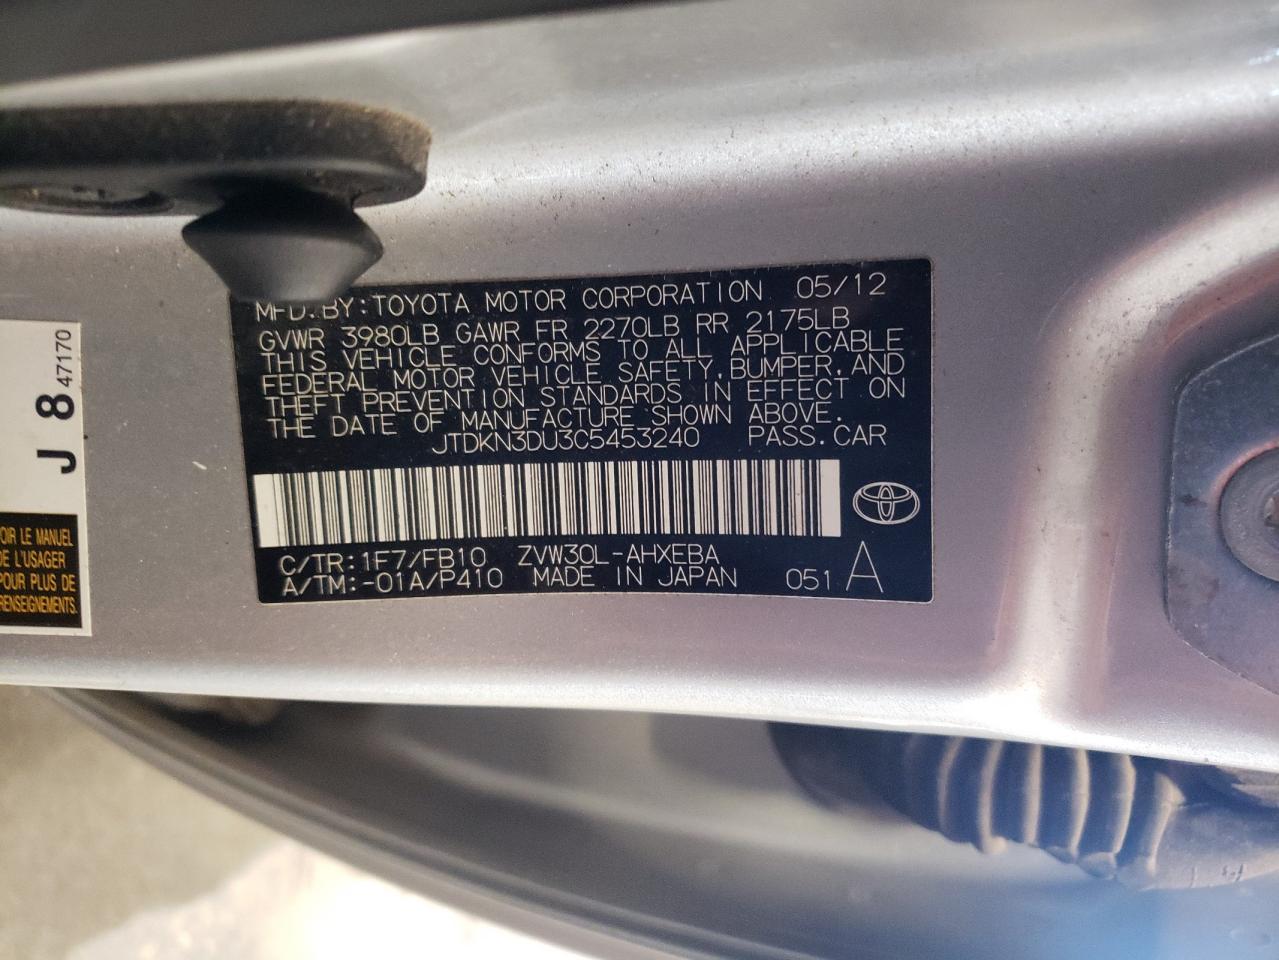 MFD.BY:TOYOTA MOTOR CORPORATION 05/12
GVWR 3980LB GAWR FR 2270LB RR 2175LB
THIS VEHICLE CONFORMS TO ALL APPLICABLE
FEDERAL MOTOR VEHICLE SAFETY,BUMPER,AND
THEFT PREVENTION STANDARDS IN EFFECT ON
THE DATE OF MANUFACTURE SHOWN ABOVE.
JTDKN3DU3C5453240 PASS.CAR
C/TR:1F7/FB10 ZVW30L-AHXEBA
A/TM:-01A/P410 MADE IN JAPAN 051 A
J 8 47170
OIR LE MANUEL
DE L'USAGER
POUR PLUS DE
RENSEIGNEMENTS.